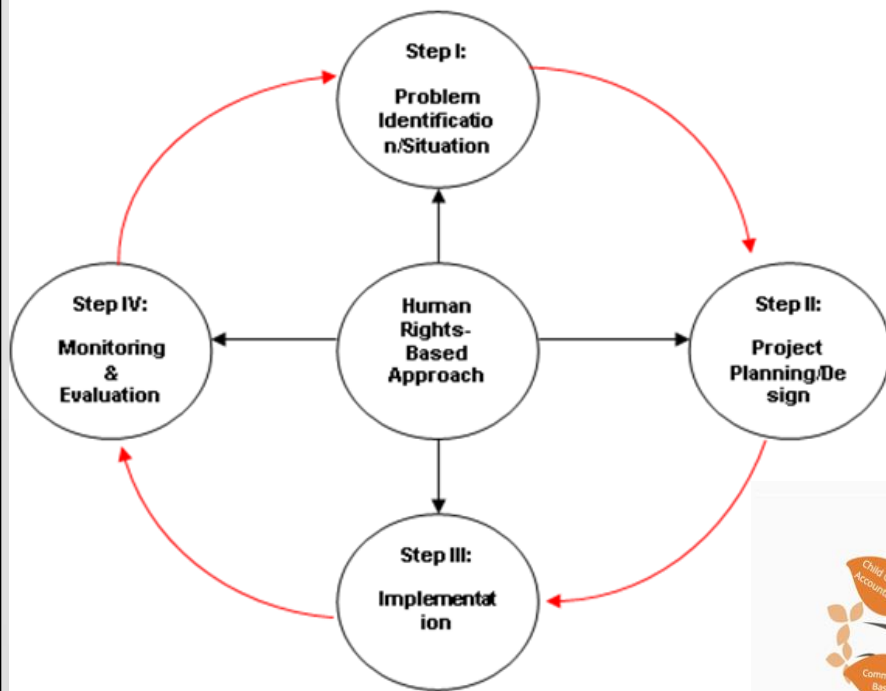 Step I:
Problem
Identificatio
n/Situation
Step IV:
Monitoring
&
Evaluation
Human
Rights-
Based
Approach
Step II:
Project
Planning/De
sign
Step III:
Implementat
ion
Child